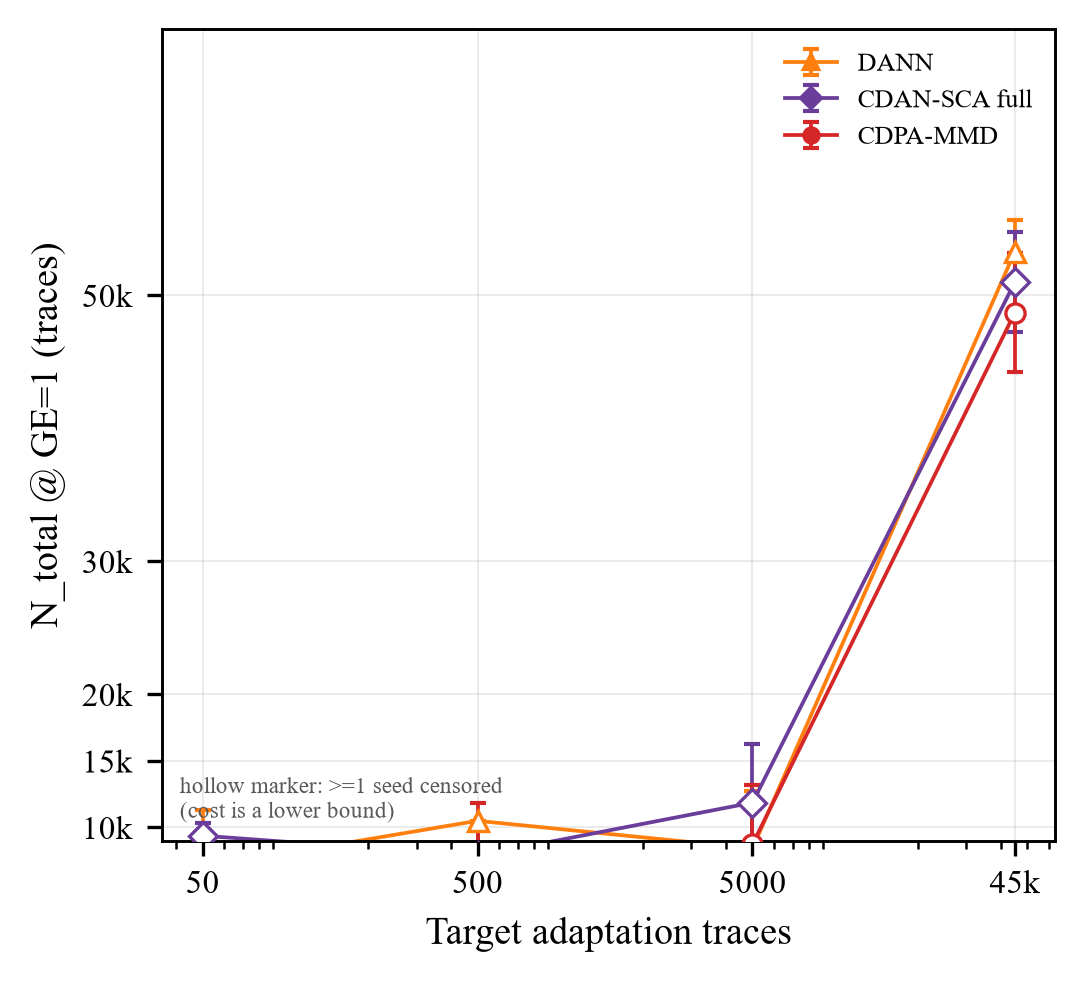 DANN
CDAN-SCA full
CDPA-MMD
N_total @ GE=1 (traces)
50k
30k
20k
15k
10k
hollow marker: >=1 seed censored
(cost is a lower bound)
50
500
5000
45k
Target adaptation traces